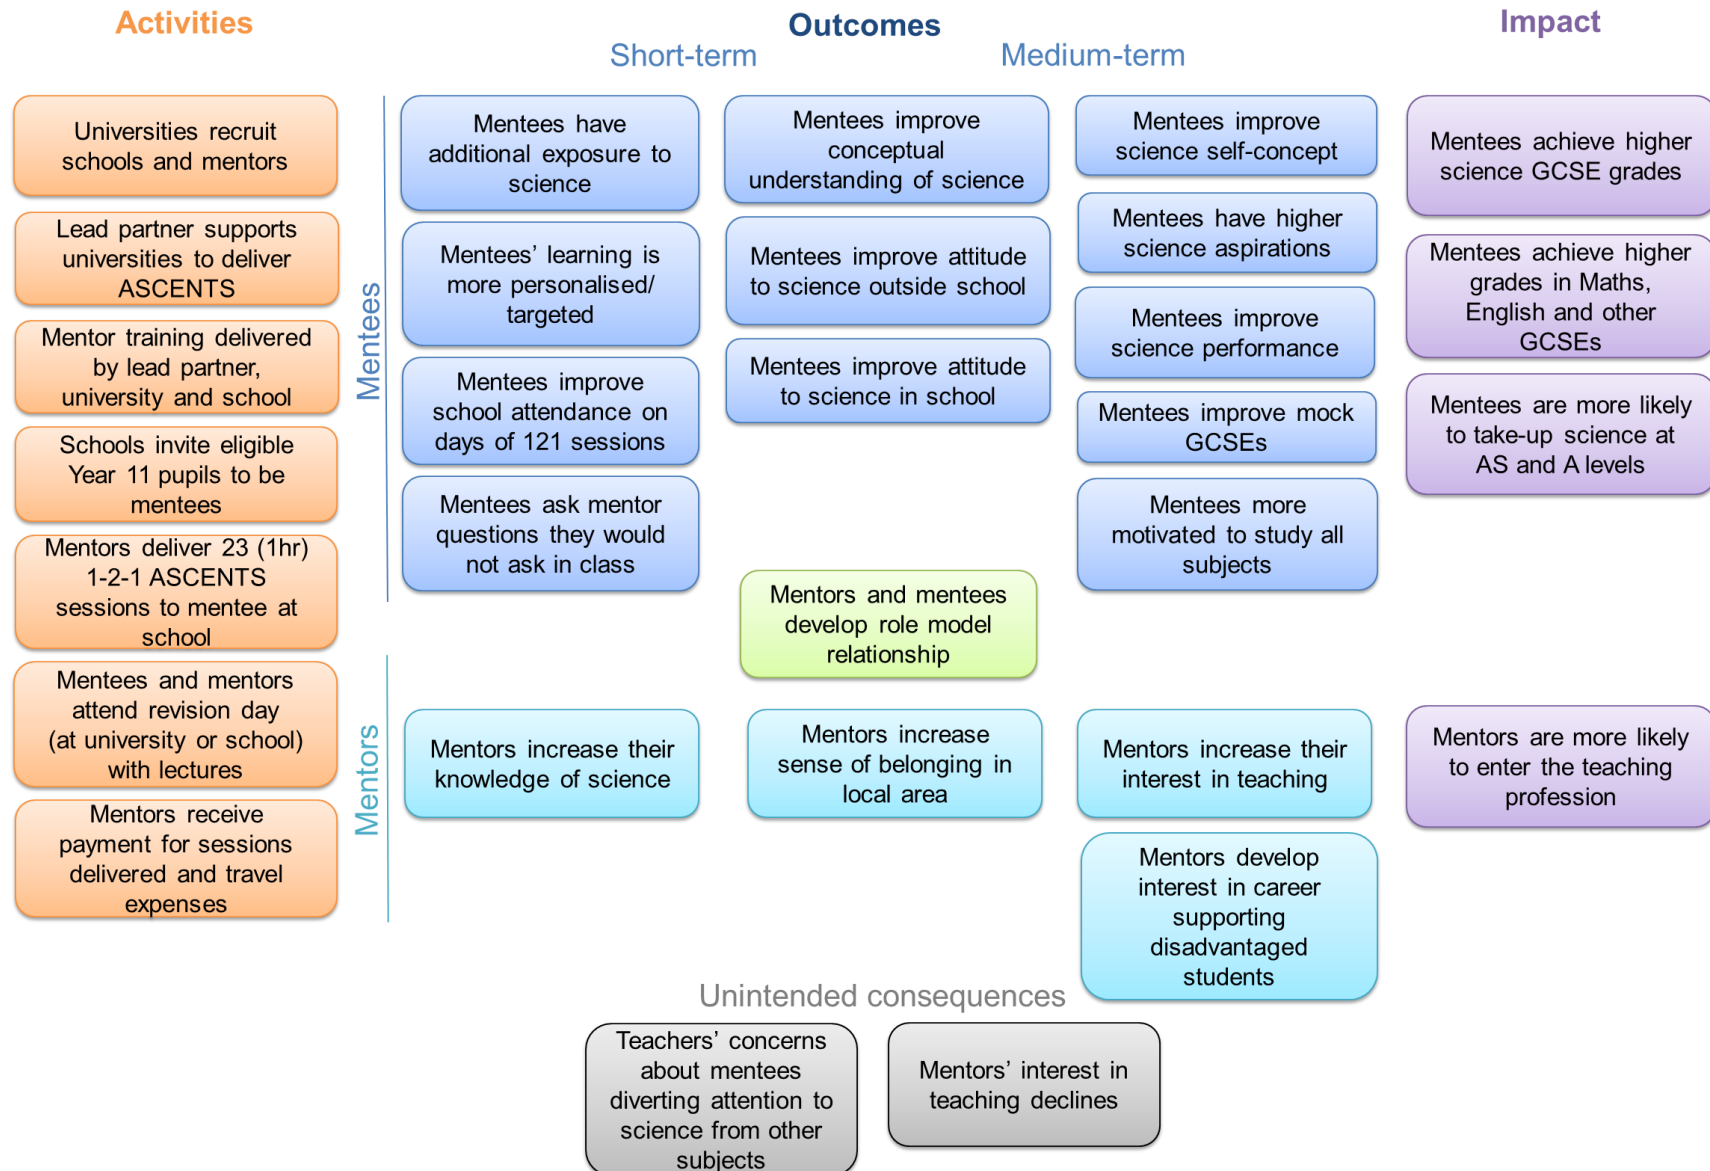 Activities
Outcomes
Impact
Short-term
Medium-term
Universities recruit
schools and mentors
Lead partner supports
universities to deliver
ASCENTS
Mentor training delivered
by lead partner,
university and school
Schools invite eligible
Year 11 pupils to be
mentees
Mentors deliver 23 (1hr)
1-2-1 ASCENTS
sessions to mentee at
school
Mentees and mentors
attend revision day
(at university or school)
with lectures
Mentors receive
payment for sessions
delivered and travel
expenses
Mentees
Mentees have
additional exposure to
science
Mentees’ learning is
more personalised/
targeted
Mentees improve
school attendance on
days of 121 sessions
Mentees ask mentor
questions they would
not ask in class
Mentees improve
conceptual
understanding of science
Mentees improve attitude
to science outside school
Mentees improve attitude
to science in school
Mentees improve
science self-concept
Mentees have higher
science aspirations
Mentees improve
science performance
Mentees improve mock
GCSEs
Mentees more
motivated to study all
subjects
Mentees achieve higher
science GCSE grades
Mentees achieve higher
grades in Maths,
English and other
GCSEs
Mentees are more likely
to take-up science at
AS and A levels
Mentors and mentees
develop role model
relationship
Mentors
Mentors increase their
knowledge of science
Mentors increase
sense of belonging in
local area
Mentors increase their
interest in teaching
Mentors develop
interest in career
supporting
disadvantaged
students
Mentors are more likely
to enter the teaching
profession
Unintended consequences
Teachers’ concerns
about mentees
diverting attention to
science from other
subjects
Mentors’ interest in
teaching declines